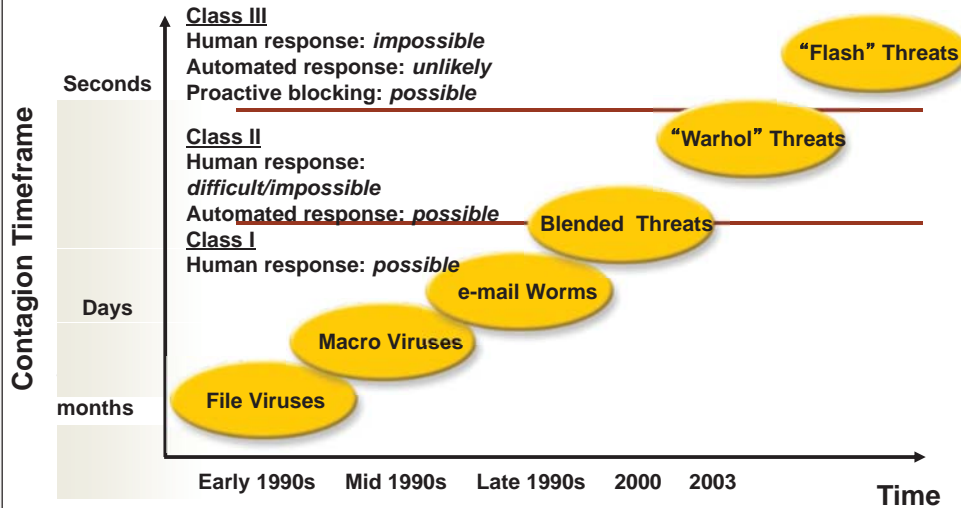 Class III
Human response: impossible
Automated response: unlikely
Proactive blocking: possible
“Flash” Threats
Seconds
Contagion Timeframe
“Warhol” Threats
Class II
Human response:
difficult/impossible
Automated response: possible
Blended Threats
Class I
Human response: possible
e-mail Worms
Days
Macro Viruses
File Viruses
months
Early 1990s Mid 1990s Late 1990s 2000 2003
Time